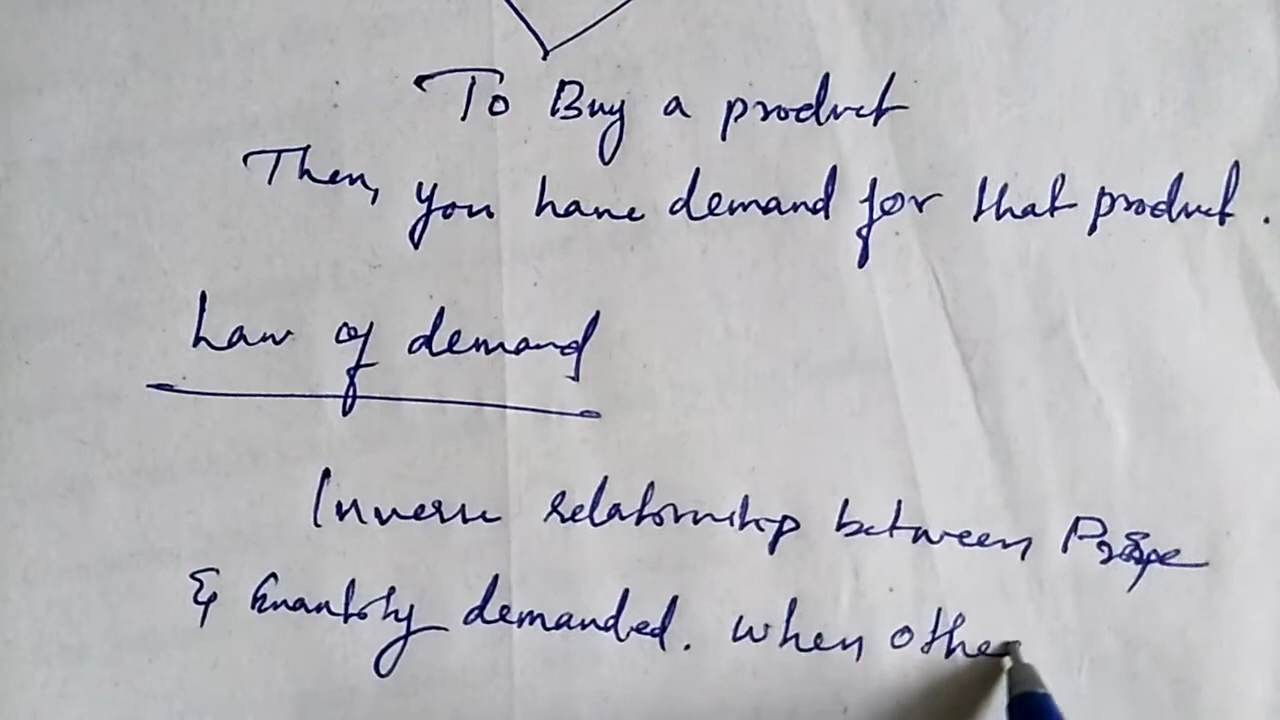 To Buy a product
Then, you have demand for that product.
Law of demand
Inverse relationship between Price
& Quantity demanded. when othe